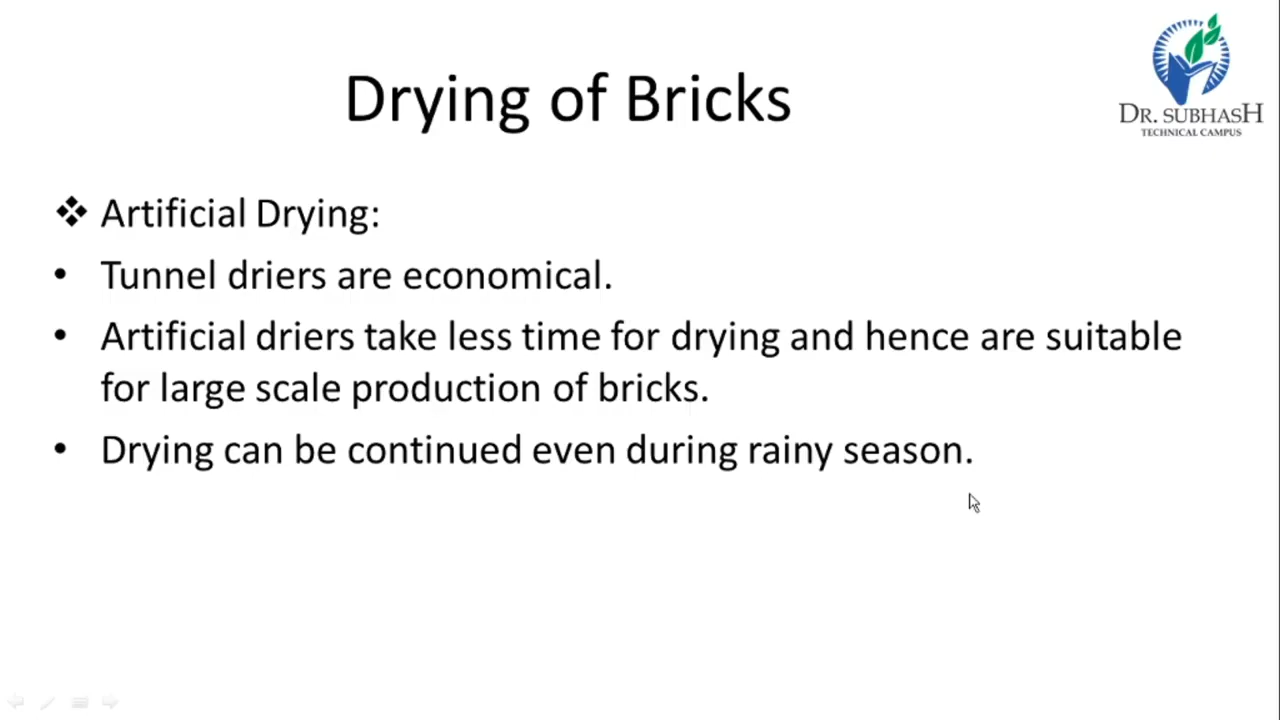 DR. SUBHASH
TECHNICAL CAMPUS
Drying of Bricks
❖ Artificial Drying:
• Tunnel driers are economical.
• Artificial driers take less time for drying and hence are suitable
for large scale production of bricks.
• Drying can be continued even during rainy season.